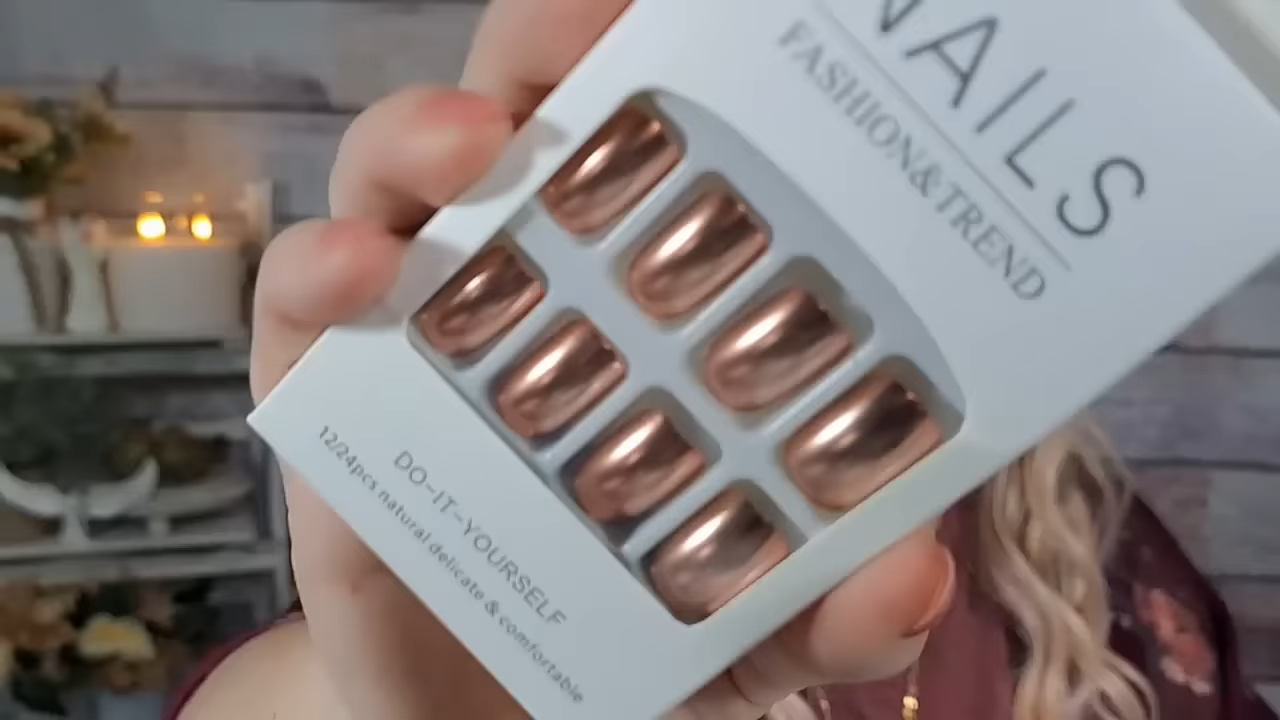 NAILS
FASHION&TREND
DO-IT-YOURSELF
12/24pcs natural delicate & comfortable